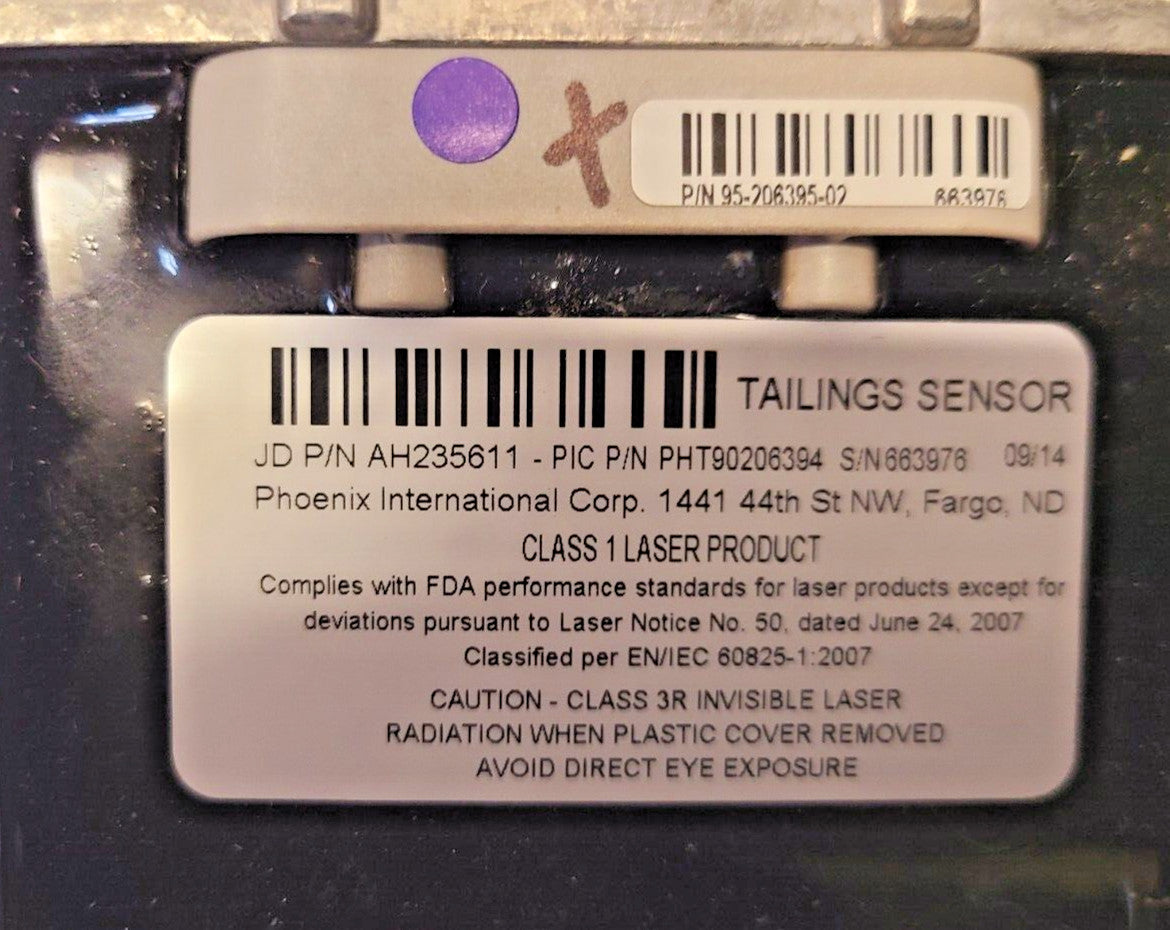 P/N 95-206395-02 663976
TAILINGS SENSOR
JD P/N AH235611 - PIC P/N PHT90206394 S/N663976 09/14
Phoenix International Corp. 1441 44th St NW, Fargo, ND
CLASS 1 LASER PRODUCT
Complies with FDA performance standards for laser products except for
deviations pursuant to Laser Notice No. 50, dated June 24, 2007
Classified per EN/IEC 60825-1:2007
CAUTION - CLASS 3R INVISIBLE LASER
RADIATION WHEN PLASTIC COVER REMOVED
AVOID DIRECT EYE EXPOSURE